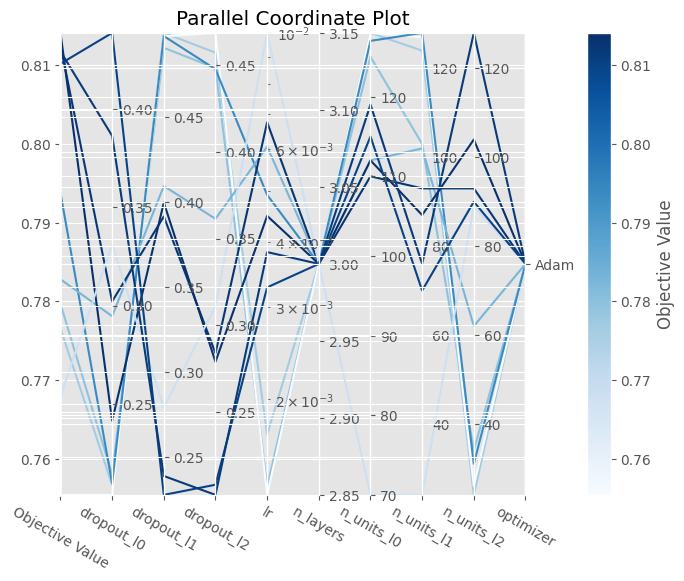 Parallel Coordinate Plot
0.81
0.80
0.79
0.78
0.77
0.76
0.40
0.35
0.30
0.25
0.40
0.45
0.35
0.30
0.25
0.45
0.40
0.35
0.30
0.25
10⁻²
6 × 10⁻³
4 × 10⁻³
3 × 10⁻³
2 × 10⁻³
3.15
3.10
3.05
3.00
2.95
2.90
2.85
120
110
100
90
80
70
120
100
80
60
40
120
100
80
60
40
Adam
0.81
0.80
0.79
0.78
0.77
0.76
Objective Value
Objective Value
dropout_l0
dropout_l1
dropout_l2
lr
n_layers
n_units_l0
n_units_l1
n_units_l2
optimizer